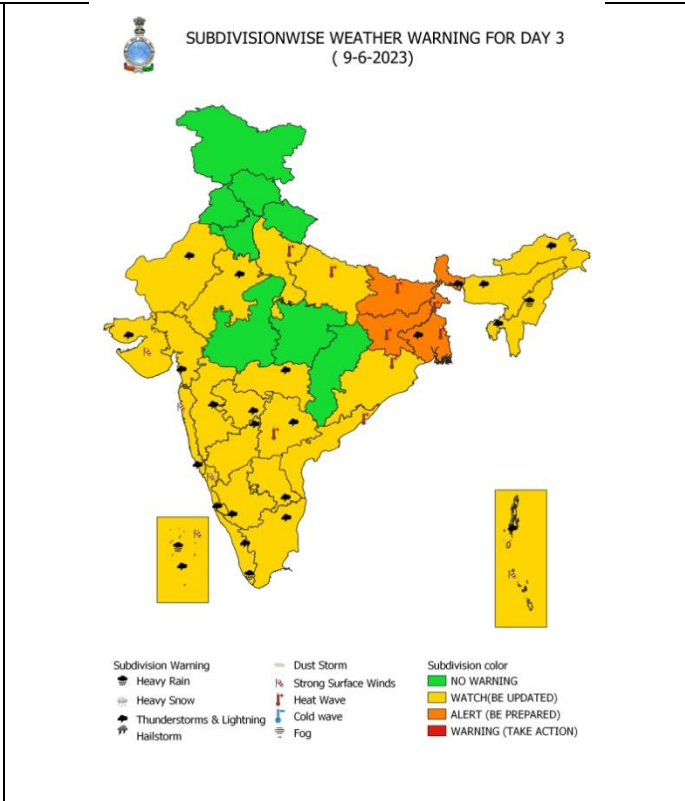 SUBDIVISIONWISE WEATHER WARNING FOR DAY 3
( 9-6-2023)
Subdivision Warning
Heavy Rain
Heavy Snow
Thunderstorms & Lightning
Hailstorm
Dust Storm
Strong Surface Winds
Heat Wave
Cold wave
Fog
Subdivision color
NO WARNING
WATCH(BE UPDATED)
ALERT (BE PREPARED)
WARNING (TAKE ACTION)